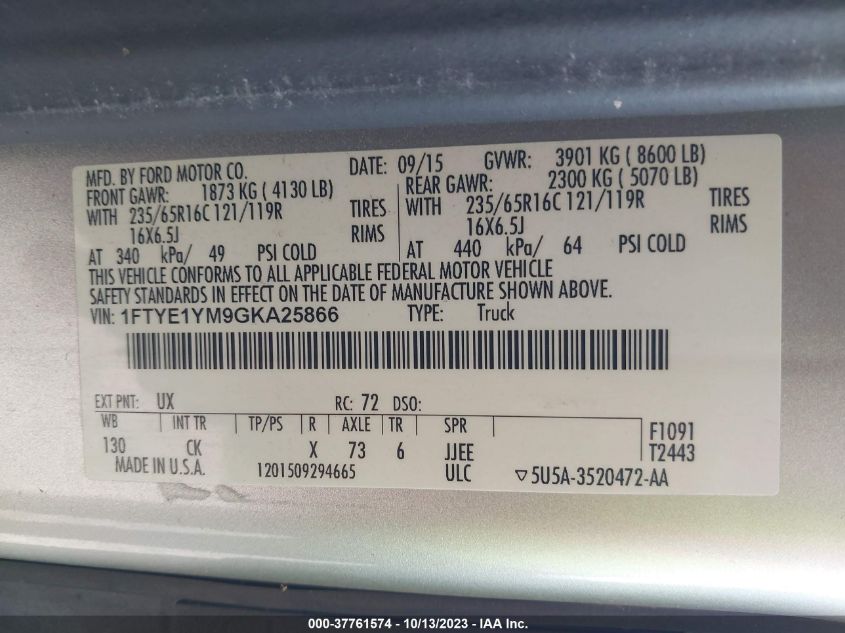 MFD. BY FORD MOTOR CO. DATE: 09/15 GVWR: 3901 KG ( 8600 LB)
FRONT GAWR: 1873 KG ( 4130 LB) REAR GAWR: 2300 KG ( 5070 LB)
WITH 235/65R16C 121/119R TIRES WITH 235/65R16C 121/119R TIRES
16X6.5J RIMS 16X6.5J RIMS
AT 340 kPa/ 49 PSI COLD AT 440 kPa/ 64 PSI COLD
THIS VEHICLE CONFORMS TO ALL APPLICABLE FEDERAL MOTOR VEHICLE
SAFETY STANDARDS IN EFFECT ON THE DATE OF MANUFACTURE SHOWN ABOVE.
VIN: 1FTYE1YM9GKA25866 TYPE: Truck
EXT PNT: UX RC: 72 DSO:
WB INT TR TP/PS R AXLE TR SPR F1091
130 CK X 73 6 JJEE T2443
MADE IN U.S.A. 1201509294665 ULC ▽5U5A-3520472-AA
000-37761574 - 10/13/2023 - IAA Inc.